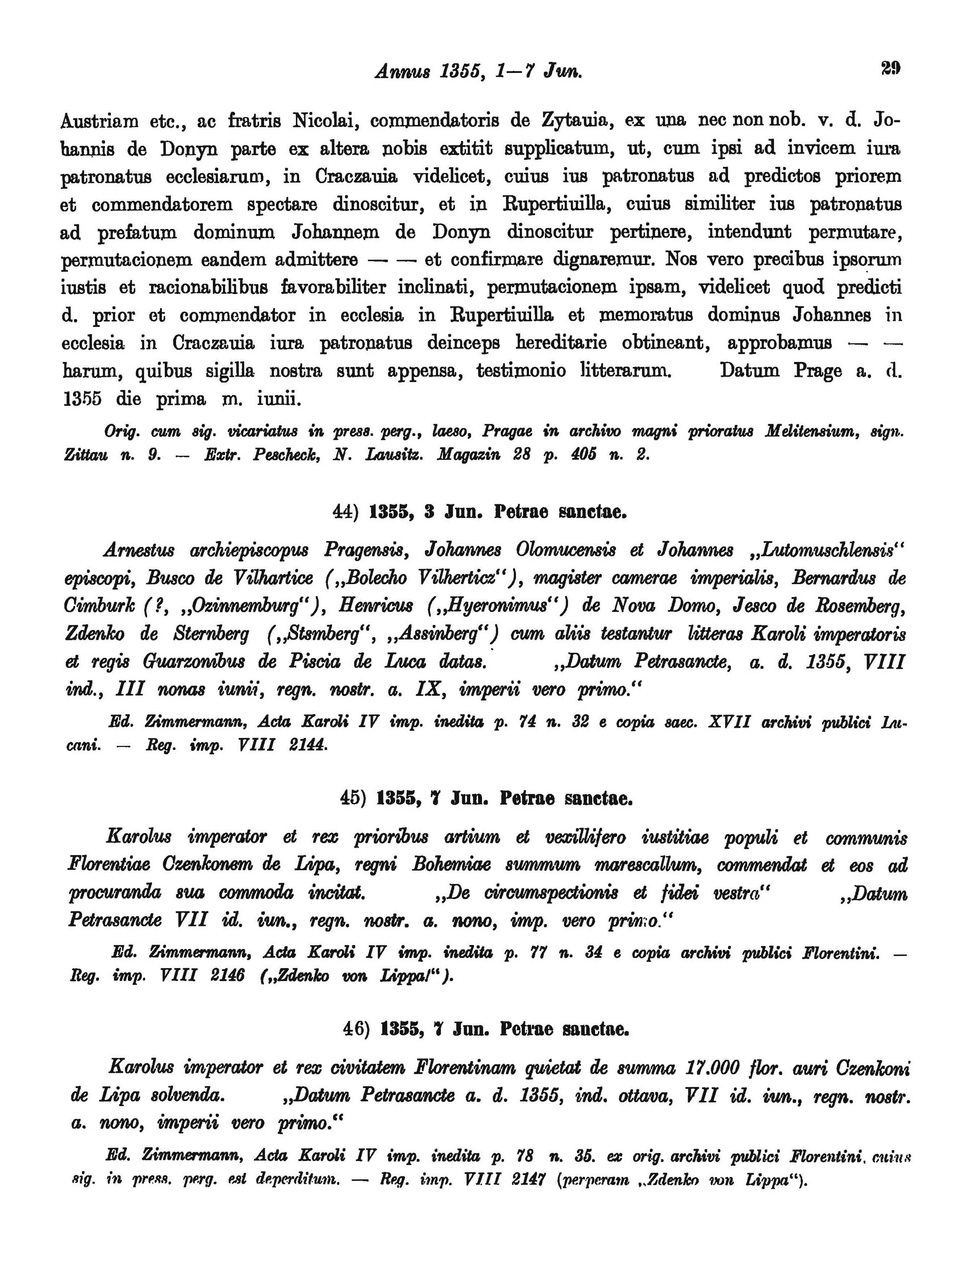 Annus 1355, 1—7 Jun. 29
Austriam etc., ac fratris Nicolai, commendatoris de Zytauia, ex una nec non nob. v. d. Jo-
hannis de Donyn parte ex altera nobis extitit supplicatum, ut, cum ipsi ad invicem iura
patronatus ecclesiarum, in Craczauia videlicet, cuius ius patronatus ad predictos priorem
et commendatorem spectare dinoscitur, et in Rupertiuilla, cuius similiter ius patronatus
ad prefatum dominum Johannem de Donyn dinoscitur pertinere, intendunt permutare,
permutacionem eandem admittere — — et confirmare dignaremur. Nos vero precibus ipsorum
iustis et racionabilibus favorabiliter inclinati, permutacionem ipsam, videlicet quod predicti
d. prior et commendator in ecclesia in Rupertiuilla et memoratus dominus Johannes in
ecclesia in Craczauia iura patronatus deinceps hereditarie obtineant, approbamus — —
harum, quibus sigilla nostra sunt appensa, testimonio litterarum. Datum Prage a. d.
1355 die prima m. iunii.
Orig. cum sig. vicariatus in press. perg., laeso, Pragae in archivo magni prioratus Melitensium, sign.
Zittau n. 9. — Extr. Pescheck, N. Lausitz. Magazin 28 p. 405 n. 2.
44) 1355, 3 Jun. Petrae sanctae.
Arnestus archiepiscopus Pragensis, Johannes Olomucensis et Johannes „Lutomuschlensis“
episcopi, Busco de Vilhartice („Bolecho Vilherticz“), magister camerae imperialis, Bernardus de
Cimburk (?, „Ozinnemburg“), Henricus („Hyeronimus“) de Nova Domo, Jesco de Rosemberg,
Zdenko de Sternberg („Stsmberg“, „Assinberg“) cum aliis testantur litteras Karoli imperatoris
et regis Guarzonibus de Piscia de Luca datas. „Datum Petrasancte, a. d. 1355, VIII
ind., III nonas iunii, regn. nostr. a. IX, imperii vero primo.“
Ed. Zimmermann, Acta Karoli IV imp. inedita p. 74 n. 32 e copia saec. XVII archivi publici Lu-
cani. — Reg. imp. VIII 2144.
45) 1355, 7 Jun. Petrae sanctae.
Karolus imperator et rex prioribus artium et vexillifero iustitiae populi et communis
Florentiae Czenkonem de Lipa, regni Bohemiae summum marescallum, commendat et eos ad
procuranda sua commoda incitat. „De circumspectionis et fidei vestra“ „Datum
Petrasancte VII id. iun., regn. nostr. a. nono, imp. vero primo.“
Ed. Zimmermann, Acta Karoli IV imp. inedita p. 77 n. 34 e copia archivi publici Florentini. —
Reg. imp. VIII 2146 („Zdenko von Lippa!“).
46) 1355, 7 Jun. Petrae sanctae.
Karolus imperator et rex civitatem Florentinam quietat de summa 17.000 flor. auri Czenkoni
de Lipa solvenda. „Datum Petrasancte a. d. 1355, ind. ottava, VII id. iun., regn. nostr.
a. nono, imperii vero primo.“
Ed. Zimmermann, Acta Karoli IV imp. inedita p. 78 n. 35. ex orig. archivi publici Florentini, cuius
sig. in press. perg. est deperditum. — Reg. imp. VIII 2147 (perperam „Zdenko von Lippa“).